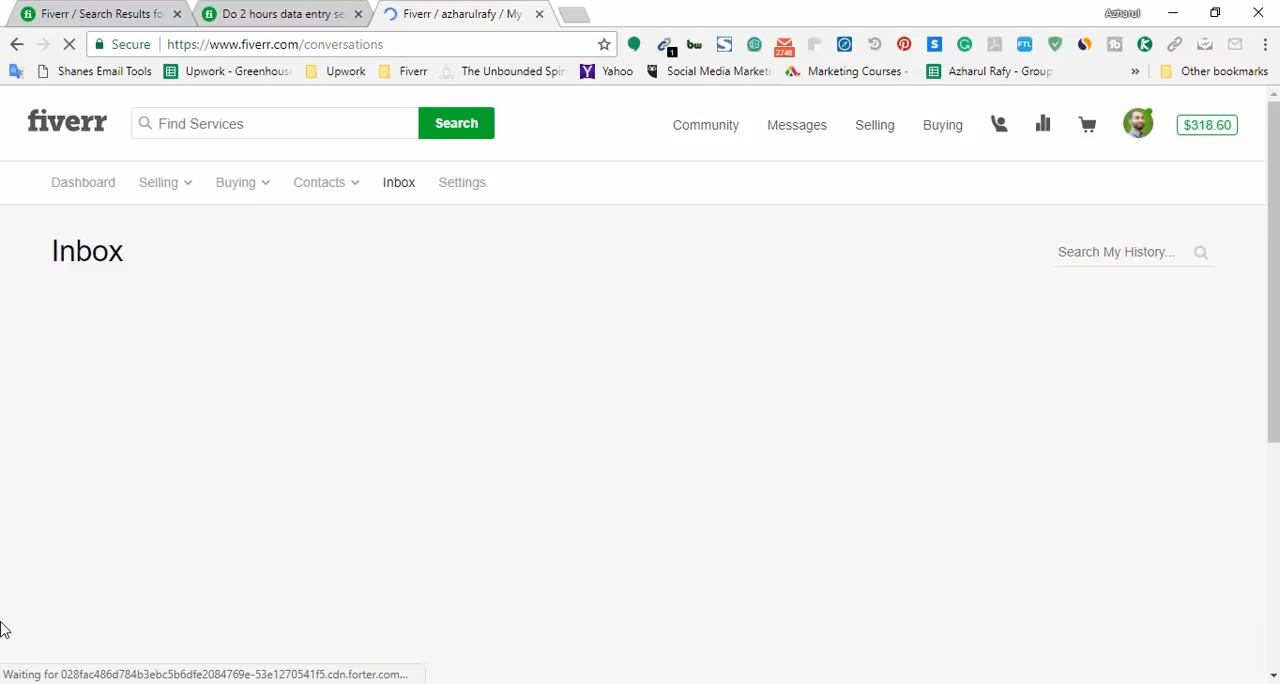 Fiverr / Search Results fo
Do 2 hours data entry se
Fiverr / azharulrafy / My
Azharul
Secure
https://www.fiverr.com/conversations
Shanes Email Tools
Upwork - Greenhous
Upwork
Fiverr
The Unbounded Spiri
Yahoo
Social Media Marketi
Marketing Courses -
Azharul Rafy - Group
»
Other bookmarks
fiverr
Find Services
Search
Community
Messages
Selling
Buying
$318.60
Dashboard
Selling
Buying
Contacts
Inbox
Settings
Inbox
Search My History...
Waiting for 028fac486d784b3ebc5b6dfe2084769e-53e1270541f5.cdn.forter.com...